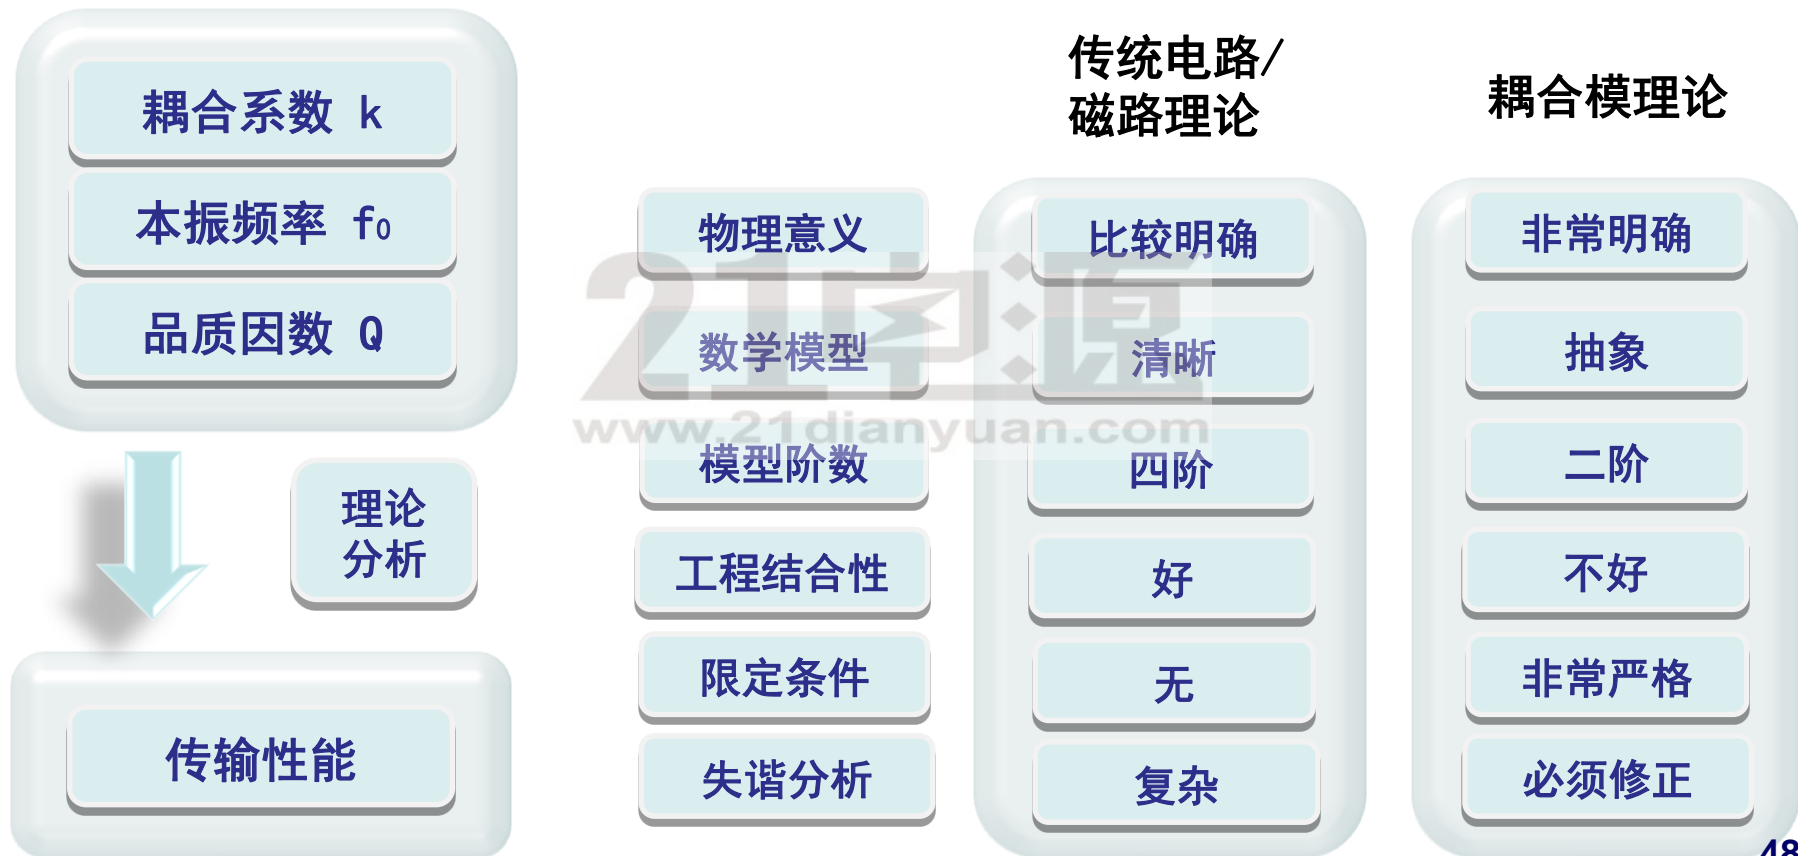 耦合系数 k
本振频率 f₀
品质因数 Q
理论
分析
传输性能
传统电路/
磁路理论
耦合模理论
物理意义
比较明确
非常明确
数学模型
清晰
抽象
模型阶数
四阶
二阶
工程结合性
好
不好
限定条件
无
非常严格
失谐分析
复杂
必须修正
21电源
www.21dianyuan.com
48